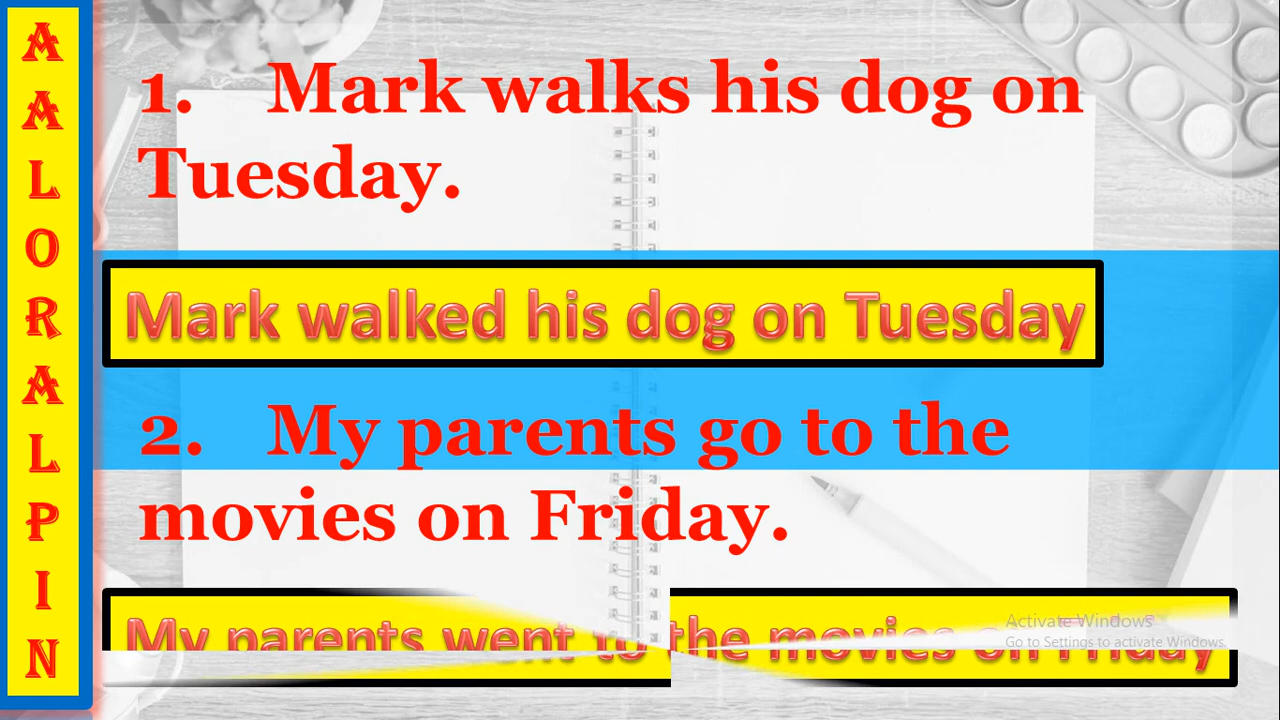 A
A
L
O
R
A
L
P
I
N
1. Mark walks his dog on
Tuesday.
Mark walked his dog on Tuesday
2. My parents go to the
movies on Friday.
My parents went to the movies on Friday
Activate Windows
Go to Settings to activate Windows.